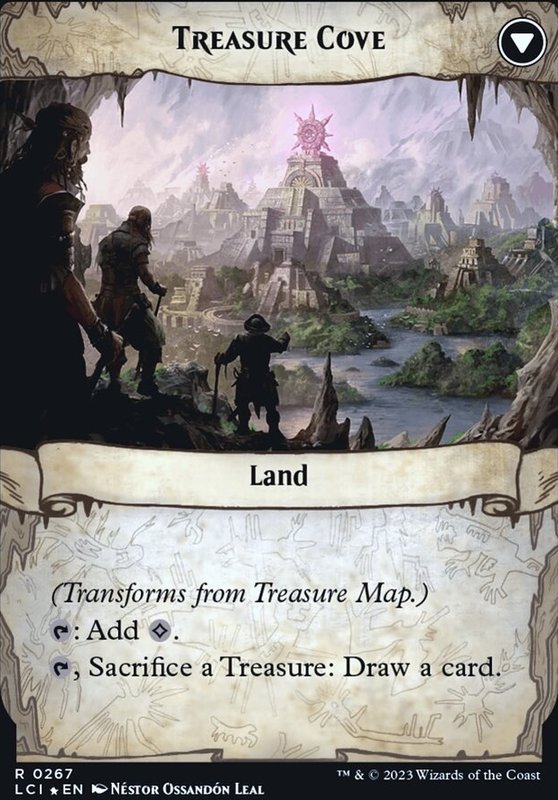 Treasure Cove
Land
(Transforms from Treasure Map.)
: Add .
, Sacrifice a Treasure: Draw a card.
R 0267
LCI ★ EN Néstor Ossandón Leal
™ & © 2023 Wizards of the Coast